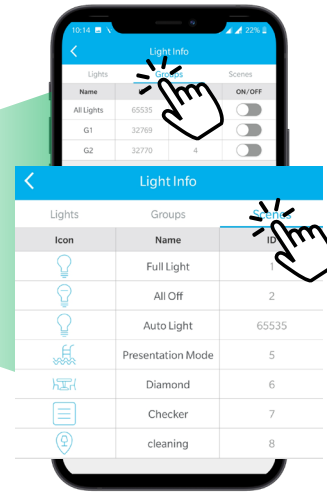 10:14
22%
Light Info
Lights Groups Scenes
Name ON/OFF
All Lights 65535
G1 32769
G2 32770 4
Light Info
Lights Groups Scenes
Icon Name ID
Full Light 1
All Off 2
Auto Light 65535
Presentation Mode 5
Diamond 6
Checker 7
cleaning 8